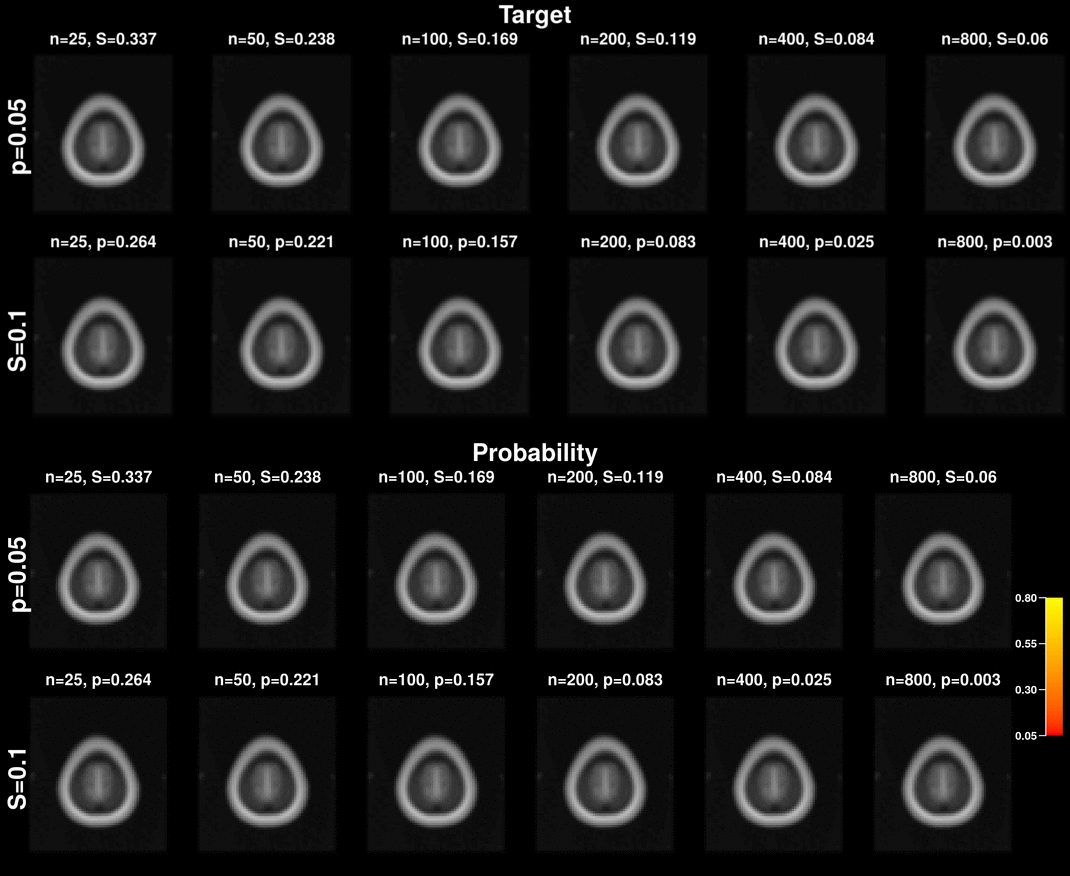 Target
n=25, S=0.337 n=50, S=0.238 n=100, S=0.169 n=200, S=0.119 n=400, S=0.084 n=800, S=0.06
p=0.05
n=25, p=0.264 n=50, p=0.221 n=100, p=0.157 n=200, p=0.083 n=400, p=0.025 n=800, p=0.003
S=0.1
Probability
n=25, S=0.337 n=50, S=0.238 n=100, S=0.169 n=200, S=0.119 n=400, S=0.084 n=800, S=0.06
p=0.05
n=25, p=0.264 n=50, p=0.221 n=100, p=0.157 n=200, p=0.083 n=400, p=0.025 n=800, p=0.003
S=0.1
0.80
0.55
0.30
0.05